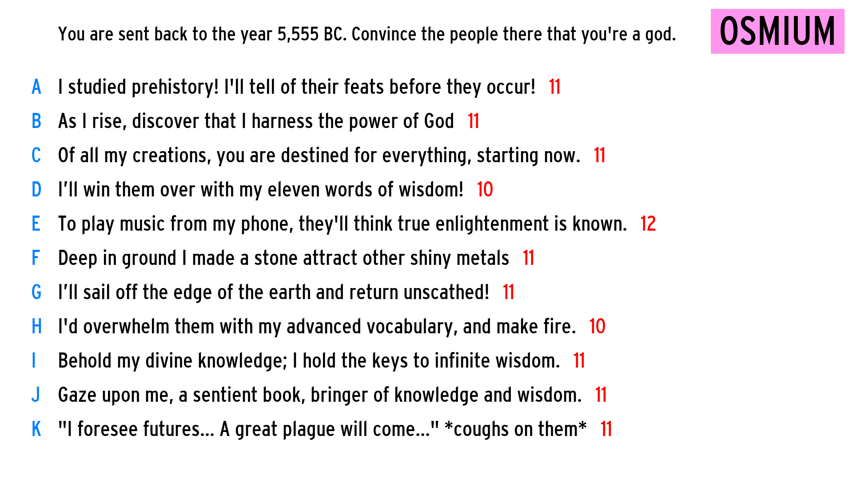 You are sent back to the year 5,555 BC. Convince the people there that you're a god.
OSMIUM
A I studied prehistory! I'll tell of their feats before they occur! 11
B As I rise, discover that I harness the power of God 11
C Of all my creations, you are destined for everything, starting now. 11
D I’ll win them over with my eleven words of wisdom! 10
E To play music from my phone, they'll think true enlightenment is known. 12
F Deep in ground I made a stone attract other shiny metals 11
G I’ll sail off the edge of the earth and return unscathed! 11
H I'd overwhelm them with my advanced vocabulary, and make fire. 10
I Behold my divine knowledge; I hold the keys to infinite wisdom. 11
J Gaze upon me, a sentient book, bringer of knowledge and wisdom. 11
K "I foresee futures... A great plague will come..." *coughs on them* 11